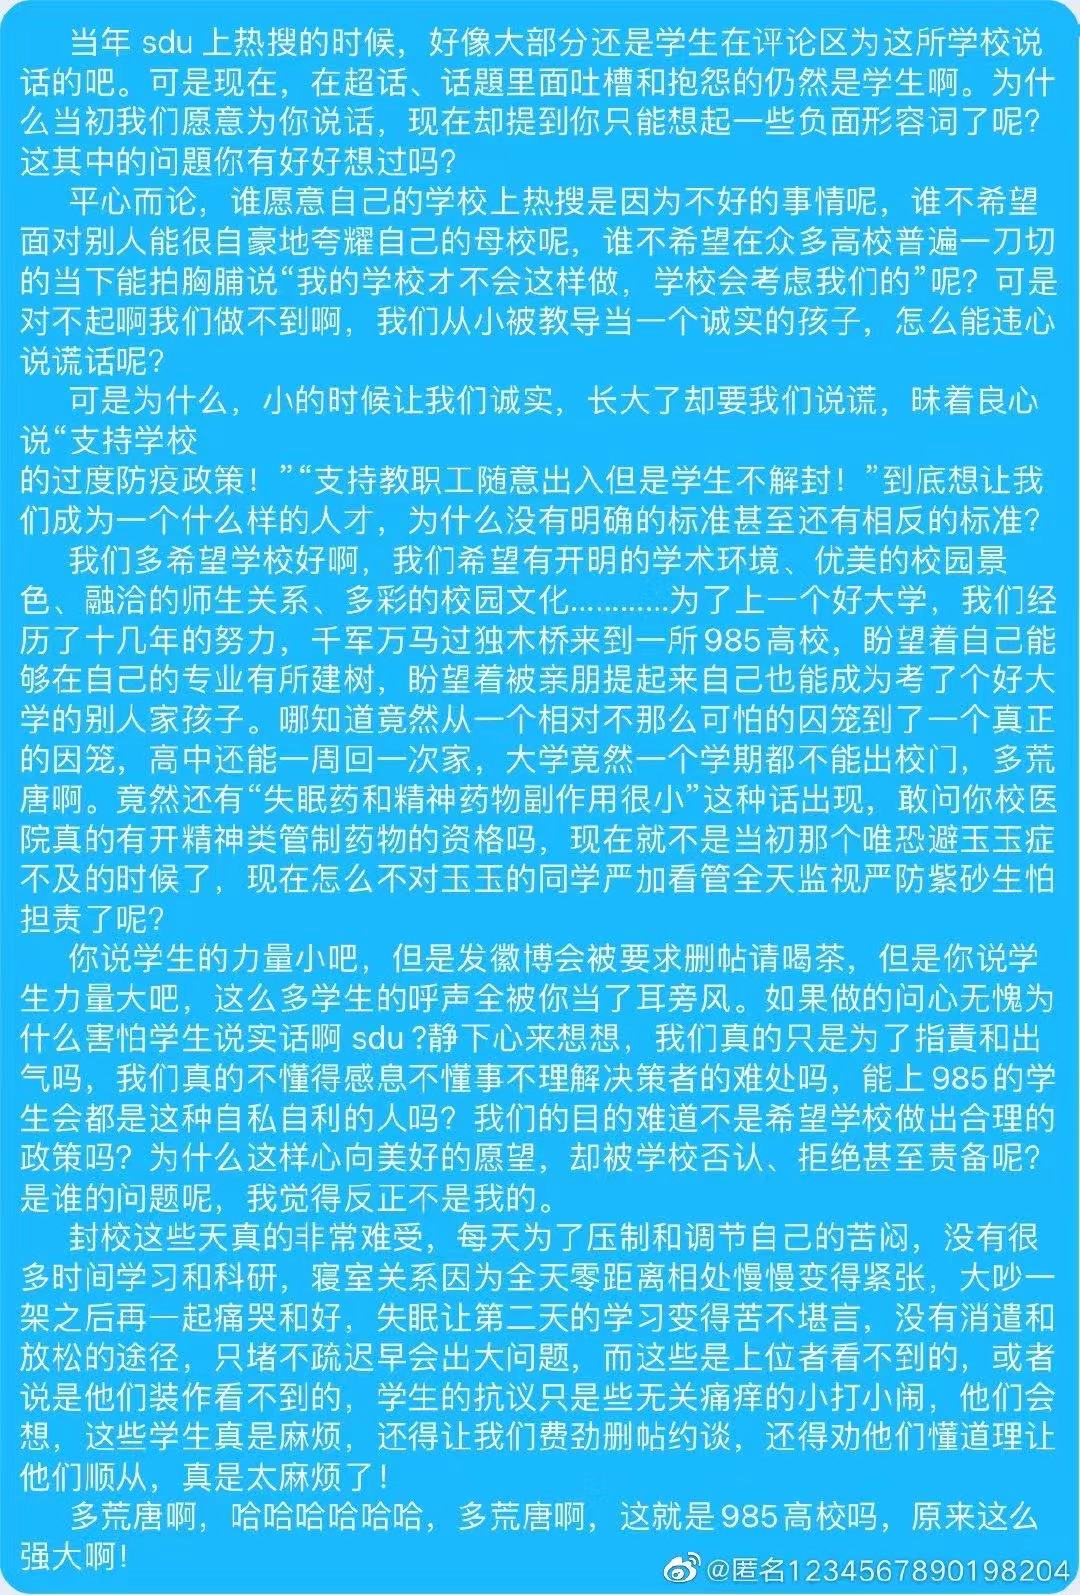 当年 sdu 上热搜的时候，好像大部分还是学生在评论区为这所学校说
话的吧。可是现在，在超话、话题里面吐槽和抱怨的仍然是学生啊。为什
么当初我们愿意为你说话，现在却提到你只能想起一些负面形容词了呢？
这其中的问题你有好好想过吗？
平心而论，谁愿意自己的学校上热搜是因为不好的事情呢，谁不希望
面对别人能很自豪地夸耀自己的母校呢，谁不希望在众多高校普遍一刀切
的当下能拍胸脯说“我的学校才不会这样做，学校会考虑我们的”呢？可是
对不起啊我们做不到啊，我们从小被教导当一个诚实的孩子，怎么能违心
说谎话呢？
可是为什么，小的时候让我们诚实，长大了却要我们说谎，昧着良心
说“支持学校
的过度防疫政策！”“支持教职工随意出入但是学生不解封！”到底想让我
们成为一个什么样的人才，为什么没有明确的标准甚至还有相反的标准？
我们多希望学校好啊，我们希望有开明的学术环境、优美的校园景
色、融洽的师生关系、多彩的校园文化…………为了上一个好大学，我们经
历了十几年的努力，千军万马过独木桥来到一所985高校，盼望着自己能
够在自己的专业有所建树，盼望着被亲朋提起来自己也能成为考了个好大
学的别人家孩子。哪知道竟然从一个相对不那么可怕的囚笼到了一个真正
的囚笼，高中还能一周回一次家，大学竟然一个学期都不能出校门，多荒
唐啊。竟然还有“失眠药和精神药物副作用很小”这种话出现，敢问你校医
院真的有开精神类管制药物的资格吗，现在就不是当初那个唯恐避玉玉症
不及的时候了，现在怎么不对玉玉的同学严加看管全天监视严防紫砂生怕
担责了呢？
你说学生的力量小吧，但是发徽博会被要求删帖请喝茶，但是你说学
生力量大吧，这么多学生的呼声全被你当了耳旁风。如果做的问心无愧为
什么害怕学生说实话啊 sdu ?静下心来想想，我们真的只是为了指責和出
气吗，我们真的不懂得感息不懂事不理解决策者的难处吗，能上985的学
生会都是这种自私自利的人吗？我们的目的难道不是希望学校做出合理的
政策吗？为什么这样心向美好的愿望，却被学校否认、拒绝甚至责备呢？
是谁的问题呢，我觉得反正不是我的。
封校这些天真的非常难受，每天为了压制和调节自己的苦闷，没有很
多时间学习和科研，寝室关系因为全天零距离相处慢慢变得紧张，大吵一
架之后再一起痛哭和好，失眠让第二天的学习变得苦不堪言，没有消遣和
放松的途径，只堵不疏迟早会出大问题，而这些是上位者看不到的，或者
说是他们装作看不到的，学生的抗议只是些无关痛痒的小打小闹，他们会
想，这些学生真是麻烦，还得让我们费劲删帖约谈，还得劝他们懂道理让
他们顺从，真是太麻烦了！
多荒唐啊，哈哈哈哈哈哈，多荒唐啊，这就是985高校吗，原来这么
强大啊！
@匿名1234567890198204